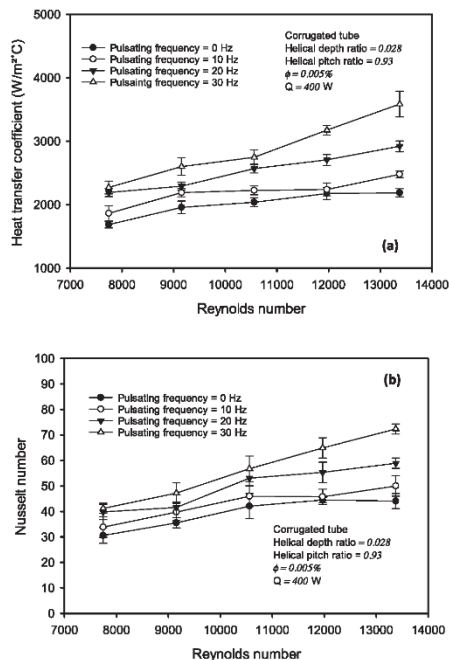 5000
4000
3000
2000
1000
Heat transfer coefficient (W/m²°C)
Pulsating frequency = 0 Hz
Pulsating frequency = 10 Hz
Pulsating frequency = 20 Hz
Pulsaintg frequency = 30 Hz
Corrugated tube
Helical depth ratio = 0.028
Helical pitch ratio = 0.93
ϕ = 0.005%
Q = 400 W
(a)
7000 8000 9000 10000 11000 12000 13000 14000
Reynolds number
100
90
80
70
60
50
40
30
20
10
0
Nusselt number
Pulsating frequency = 0 Hz
Pulsating frequency = 10 Hz
Pulsating frequency = 20 Hz
Pulsating frequency = 30 Hz
(b)
Corrugated tube
Helical depth ratio = 0.028
Helical pitch ratio = 0.93
ϕ = 0.005%
Q = 400 W
7000 8000 9000 10000 11000 12000 13000 14000
Reynolds number